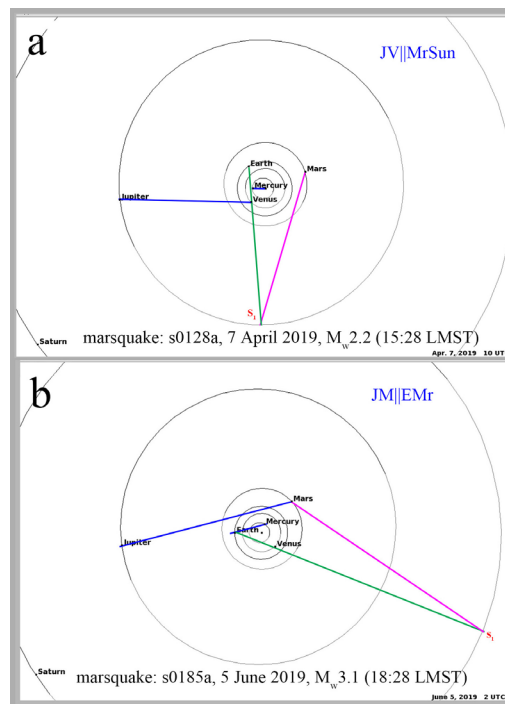 a
JV||MrSun
Earth
Mars
Mercury
Jupiter
Venus
S1
Saturn
marsquake: s0128a, 7 April 2019, Mw2.2 (15:28 LMST)
Apr. 7, 2019 10 UT
b
JM||EMr
Mars
Mercury
Earth
Jupiter
Venus
S1
Saturn
marsquake: s0185a, 5 June 2019, Mw3.1 (18:28 LMST)
June 5, 2019 2 UTC